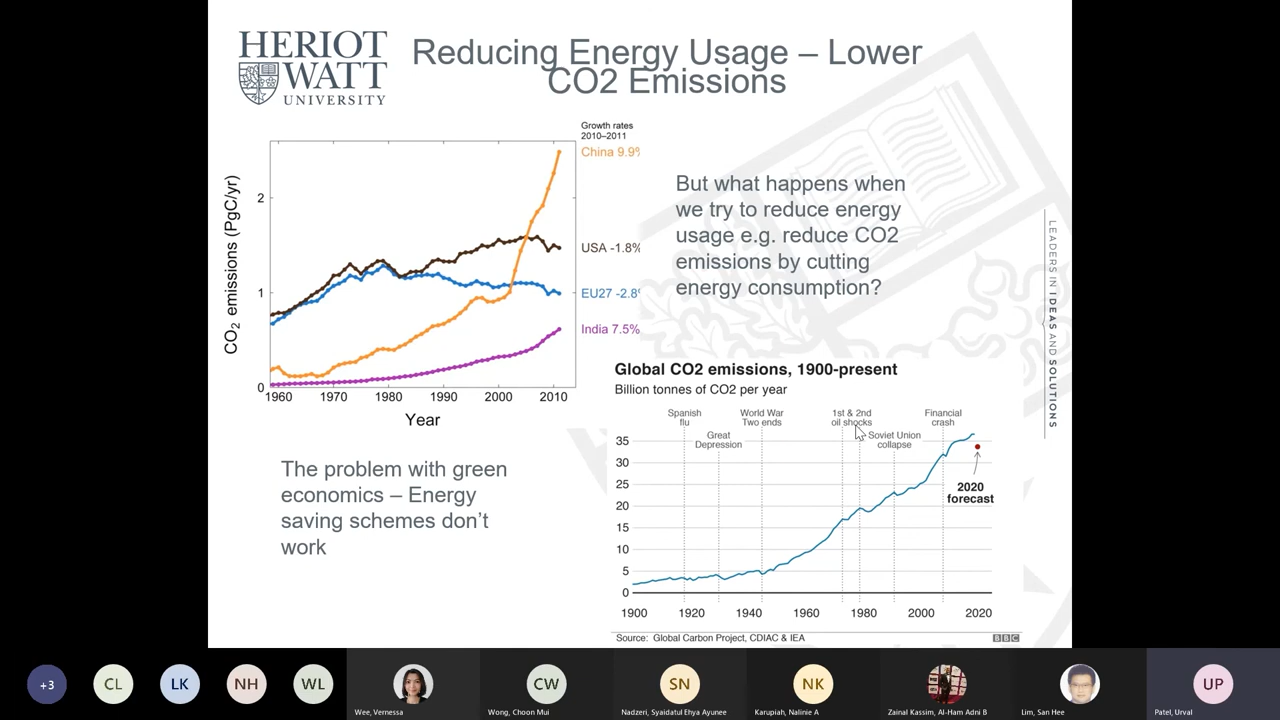 HERIOT
WATT
UNIVERSITY
Reducing Energy Usage – Lower
CO2 Emissions
Growth rates
2010–2011
China 9.9%
USA -1.8%
EU27 -2.8%
India 7.5%
CO2 emissions (PgC/yr)
2
1
0
1960 1970 1980 1990 2000 2010
Year
But what happens when
we try to reduce energy
usage e.g. reduce CO2
emissions by cutting
energy consumption?
LEADERS IN IDEAS AND SOLUTIONS
The problem with green
economics – Energy
saving schemes don’t
work
Global CO2 emissions, 1900-present
Billion tonnes of CO2 per year
Spanish
flu
Great
Depression
World War
Two ends
1st & 2nd
oil shocks
Soviet Union
collapse
Financial
crash
35
30
25
20
15
10
5
0
2020
forecast
1900 1920 1940 1960 1980 2000 2020
Source: Global Carbon Project, CDIAC & IEA
BBC
+3
CL
LK
NH
WL
Wee, Vernessa
CW
Wong, Choon Mui
SN
Nadzeri, Syaidatul Ehya Ayunee
NK
Karupiah, Nalinie A
Zainal Kassim, Al-Ham Adni B
Lim, San Hee
UP
Patel, Urval